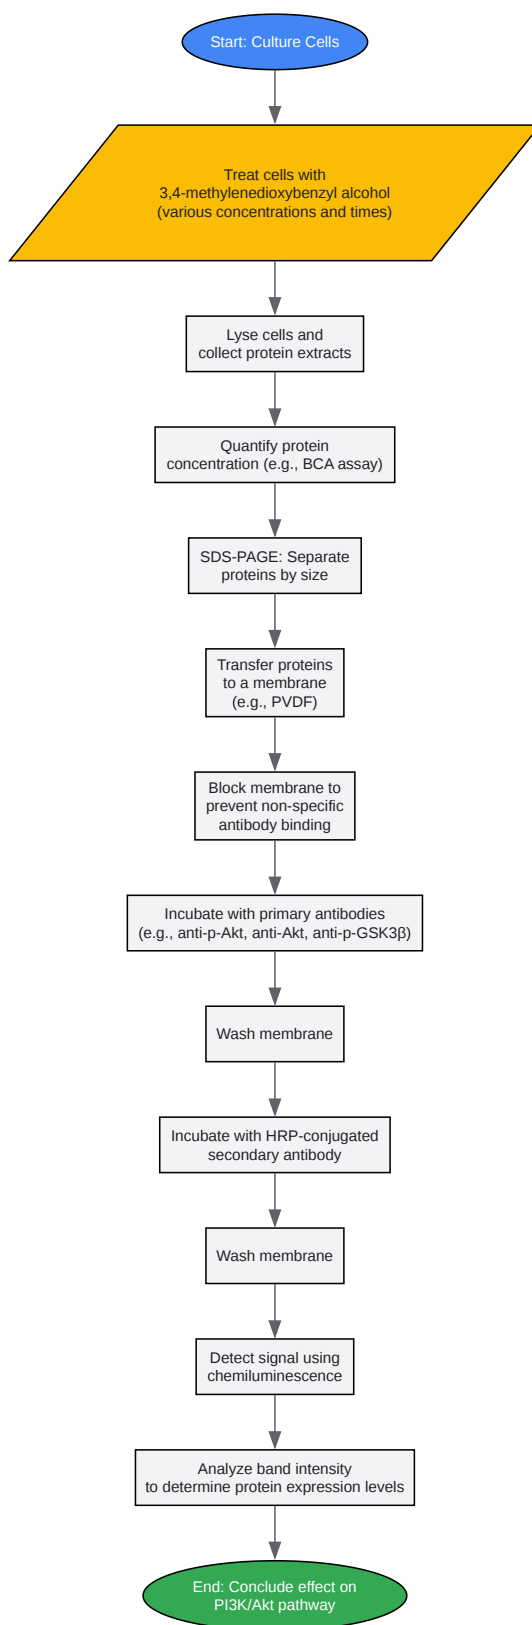 Start: Culture Cells
Treat cells with
3,4-methylenedioxybenzyl alcohol
(various concentrations and times)
Lyse cells and
collect protein extracts
Quantify protein
concentration (e.g., BCA assay)
SDS-PAGE: Separate
proteins by size
Transfer proteins
to a membrane
(e.g., PVDF)
Block membrane to
prevent non-specific
antibody binding
Incubate with primary antibodies
(e.g., anti-p-Akt, anti-Akt, anti-p-GSK3β)
Wash membrane
Incubate with HRP-conjugated
secondary antibody
Wash membrane
Detect signal using
chemiluminescence
Analyze band intensity
to determine protein expression levels
End: Conclude effect on
PI3K/Akt pathway